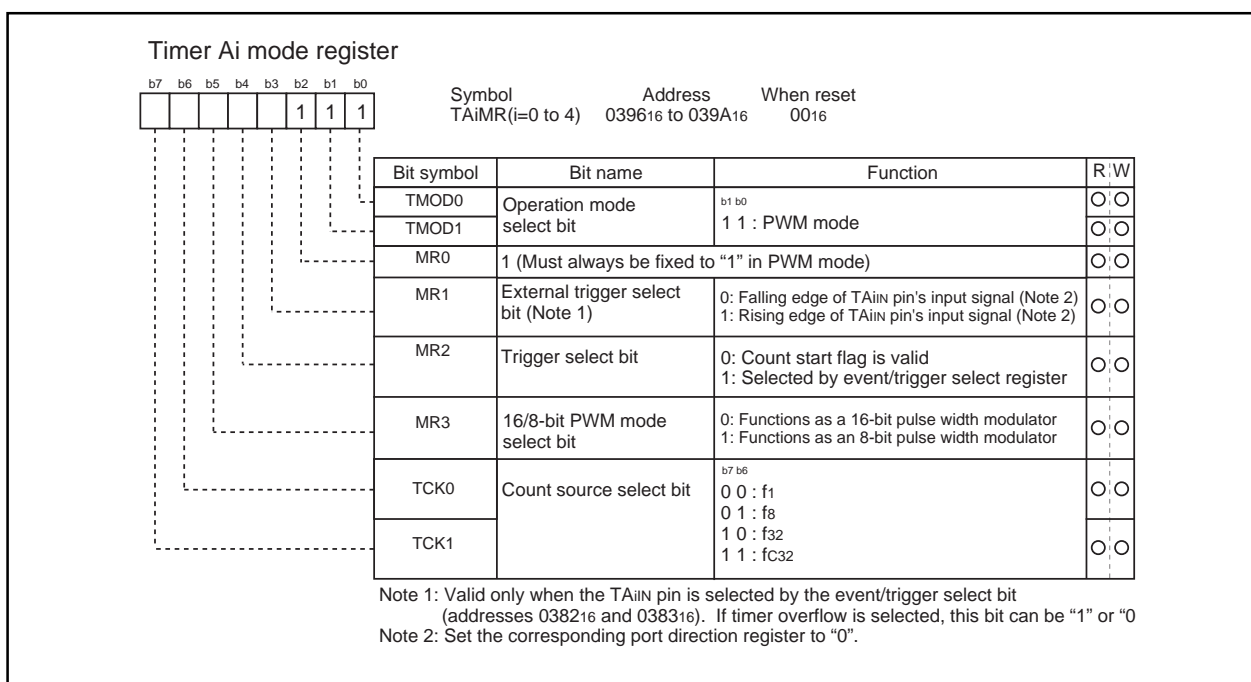 Timer Ai mode register
b7 b6 b5 b4 b3 b2 b1 b0
1 1 1
Symbol Address When reset
TAiMR(i=0 to 4) 039616 to 039A16 0016
Bit symbol Bit name Function R W
TMOD0
TMOD1
Operation mode
select bit
b1 b0
1 1 : PWM mode
MR0 1 (Must always be fixed to “1” in PWM mode)
MR1
External trigger select
bit (Note 1)
0: Falling edge of TAiIN pin's input signal (Note 2)
1: Rising edge of TAiIN pin's input signal (Note 2)
MR2
Trigger select bit
0: Count start flag is valid
1: Selected by event/trigger select register
MR3
16/8-bit PWM mode
select bit
0: Functions as a 16-bit pulse width modulator
1: Functions as an 8-bit pulse width modulator
TCK0
TCK1
Count source select bit
b7 b6
0 0 : f1
0 1 : f8
1 0 : f32
1 1 : fC32
Note 1: Valid only when the TAiIN pin is selected by the event/trigger select bit
(addresses 038216 and 038316). If timer overflow is selected, this bit can be “1” or “0
Note 2: Set the corresponding port direction register to “0”.